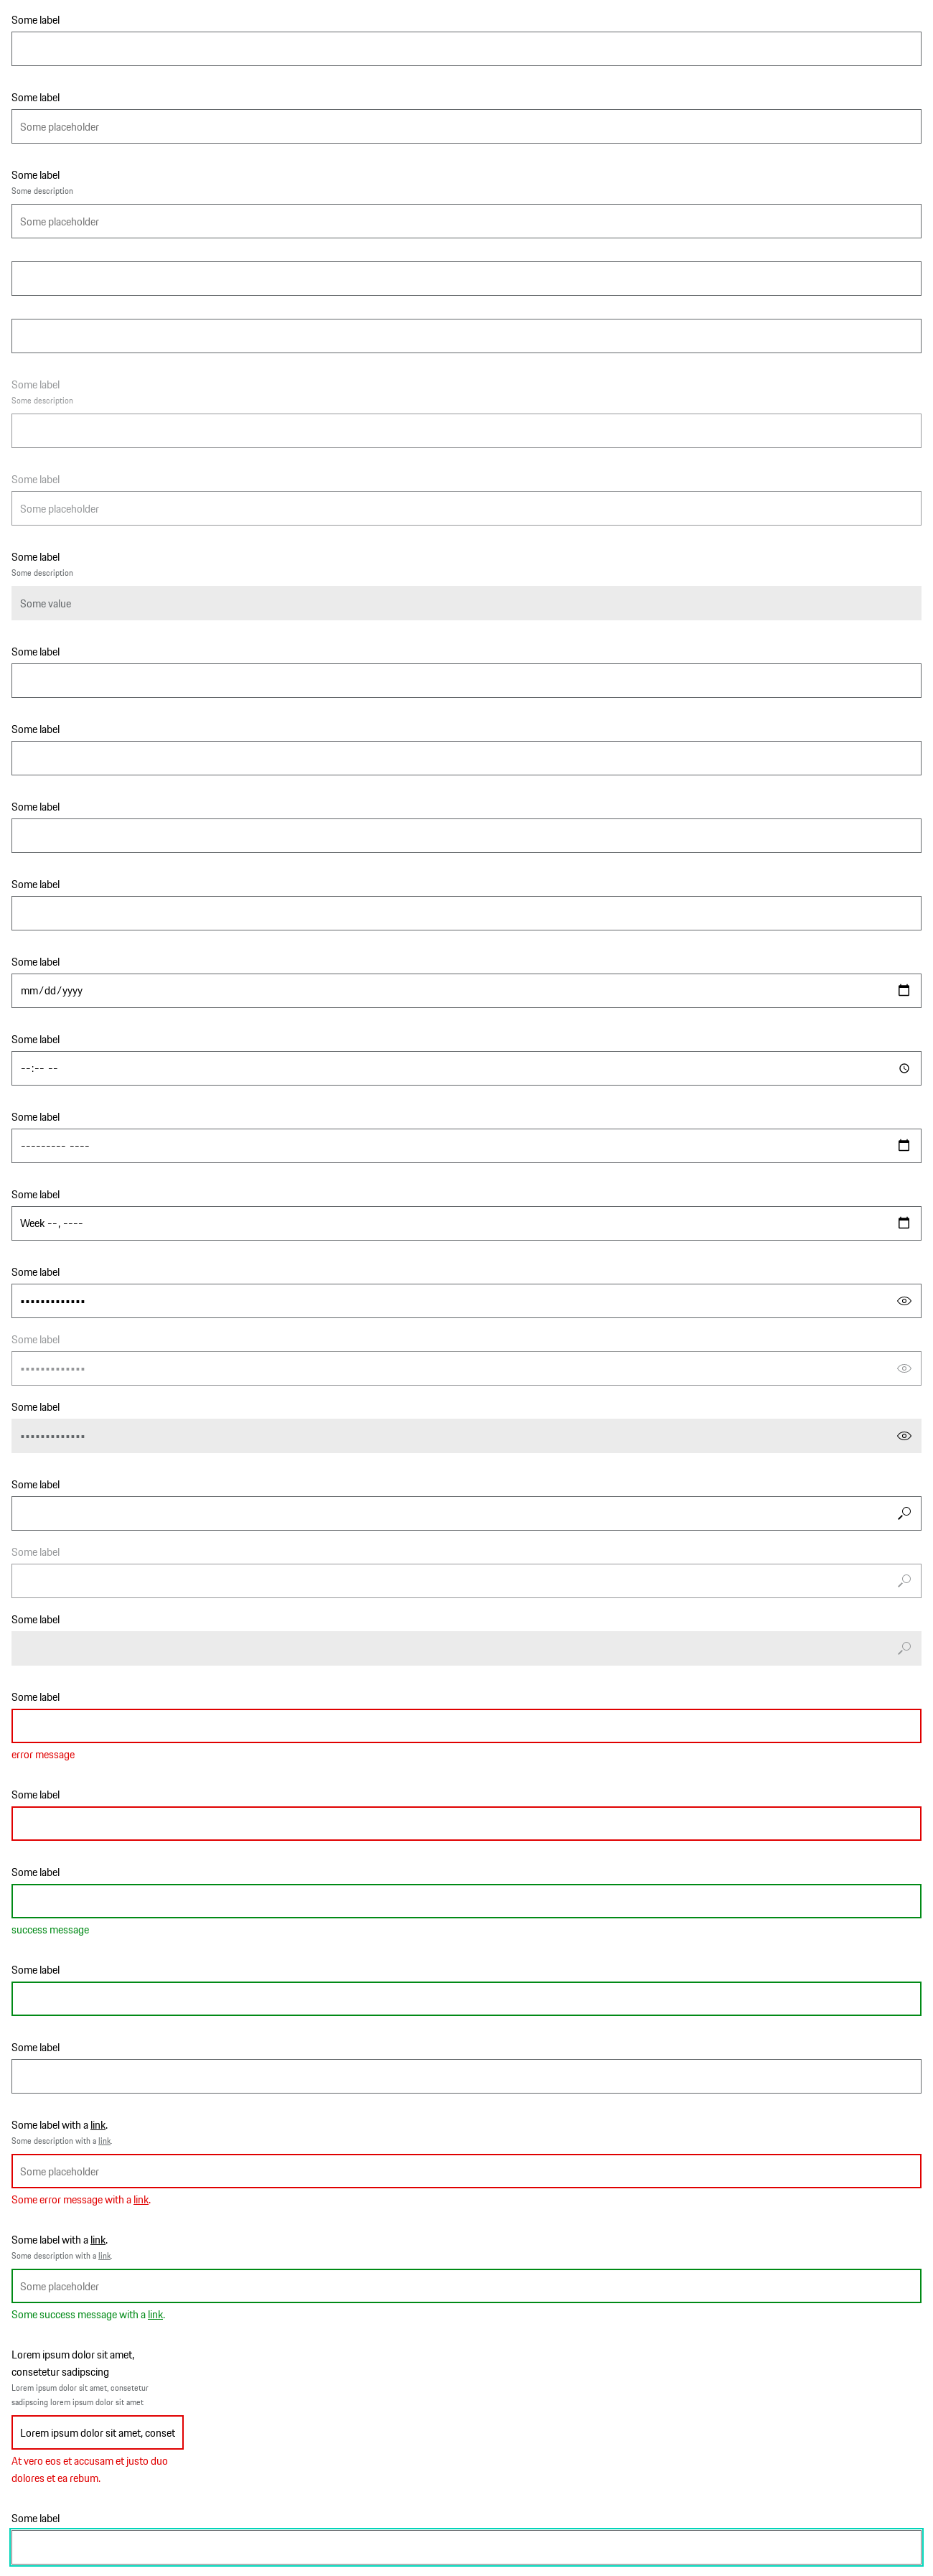 Some label
Some label
Some placeholder
Some label
Some description
Some placeholder
Some label
Some description
Some label
Some placeholder
Some label
Some description
Some value
Some label
Some label
Some label
Some label
Some label
mm/dd/yyyy
Some label
--:-- --
Some label
--------- ----
Some label
Week --, ----
Some label
•••••••••••••
Some label
•••••••••••••
Some label
•••••••••••••
Some label
Some label
Some label
Some label
error message
Some label
Some label
success message
Some label
Some label
Some label with a link.
Some description with a link.
Some placeholder
Some error message with a link.
Some label with a link.
Some description with a link.
Some placeholder
Some success message with a link.
Lorem ipsum dolor sit amet,
consetetur sadipscing
Lorem ipsum dolor sit amet, consetetur
sadipscing lorem ipsum dolor sit amet
Lorem ipsum dolor sit amet, conset
At vero eos et accusam et justo duo
dolores et ea rebum.
Some label